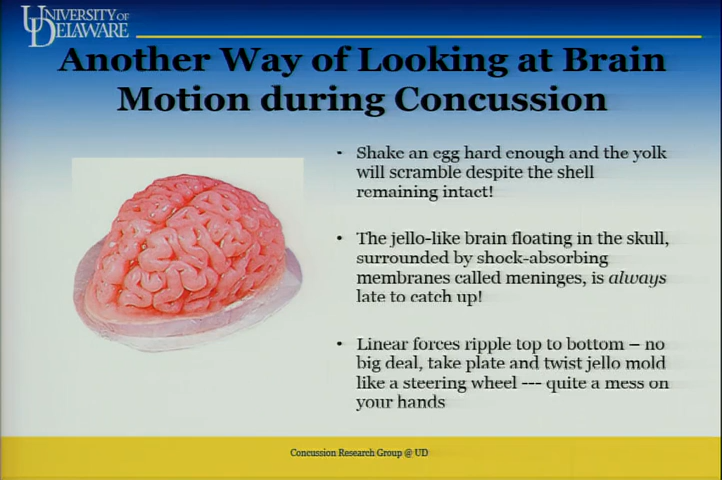 UNIVERSITY OF
DELAWARE
Another Way of Looking at Brain
Motion during Concussion
• Shake an egg hard enough and the yolk
will scramble despite the shell
remaining intact!
• The jello-like brain floating in the skull,
surrounded by shock-absorbing
membranes called meninges, is always
late to catch up!
• Linear forces ripple top to bottom – no
big deal, take plate and twist jello mold
like a steering wheel --- quite a mess on
your hands
Concussion Research Group @ UD